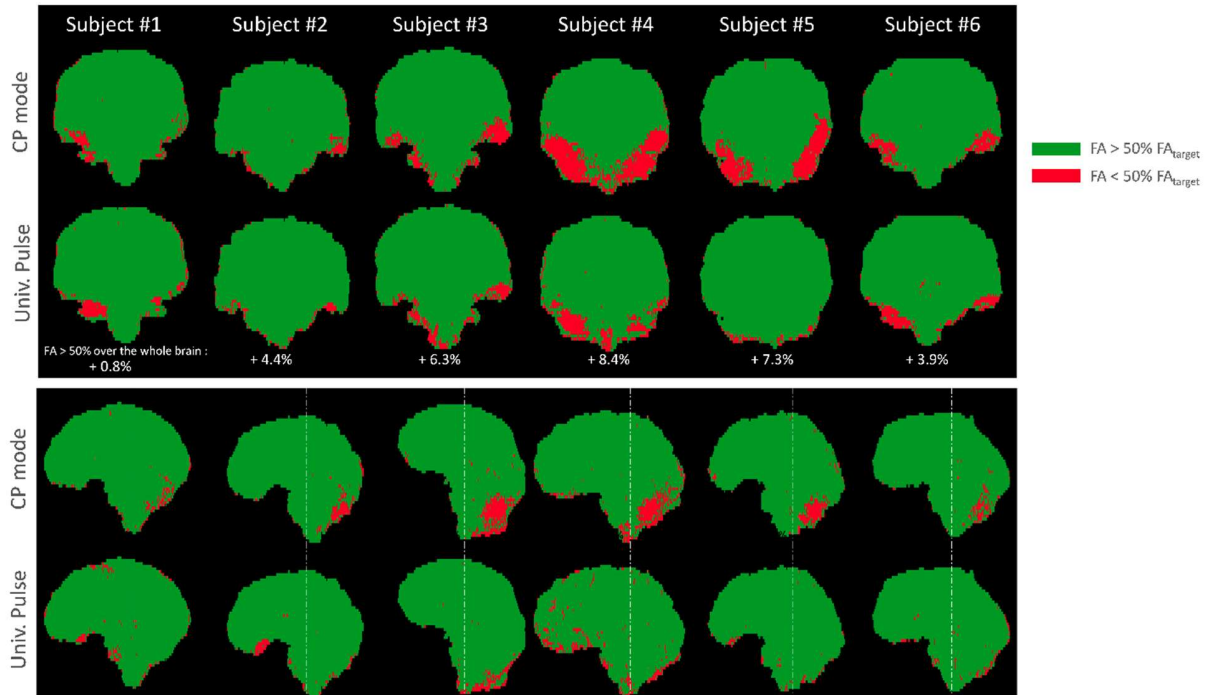 Subject #1 Subject #2 Subject #3 Subject #4 Subject #5 Subject #6
CP mode
FA > 50% FAtarget
FA < 50% FAtarget
Univ. Pulse
FA > 50% over the whole brain :
+ 0.8% + 4.4% + 6.3% + 8.4% + 7.3% + 3.9%
CP mode
Univ. Pulse